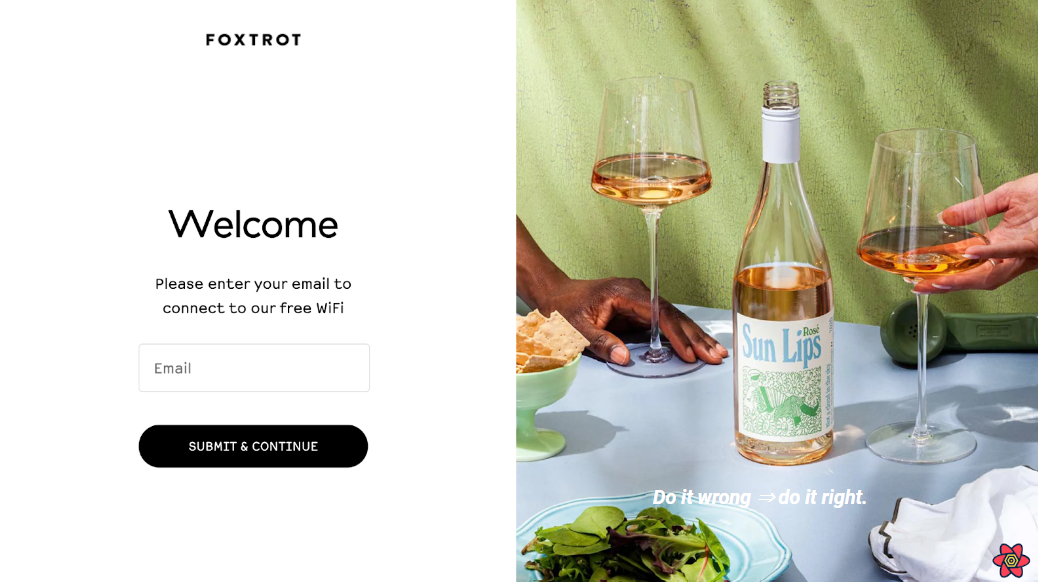 FOXTROT
Welcome
Please enter your email to
connect to our free WiFi
Email
SUBMIT & CONTINUE
Rosé
Sun Lips
Do it wrong ⇒ do it right.